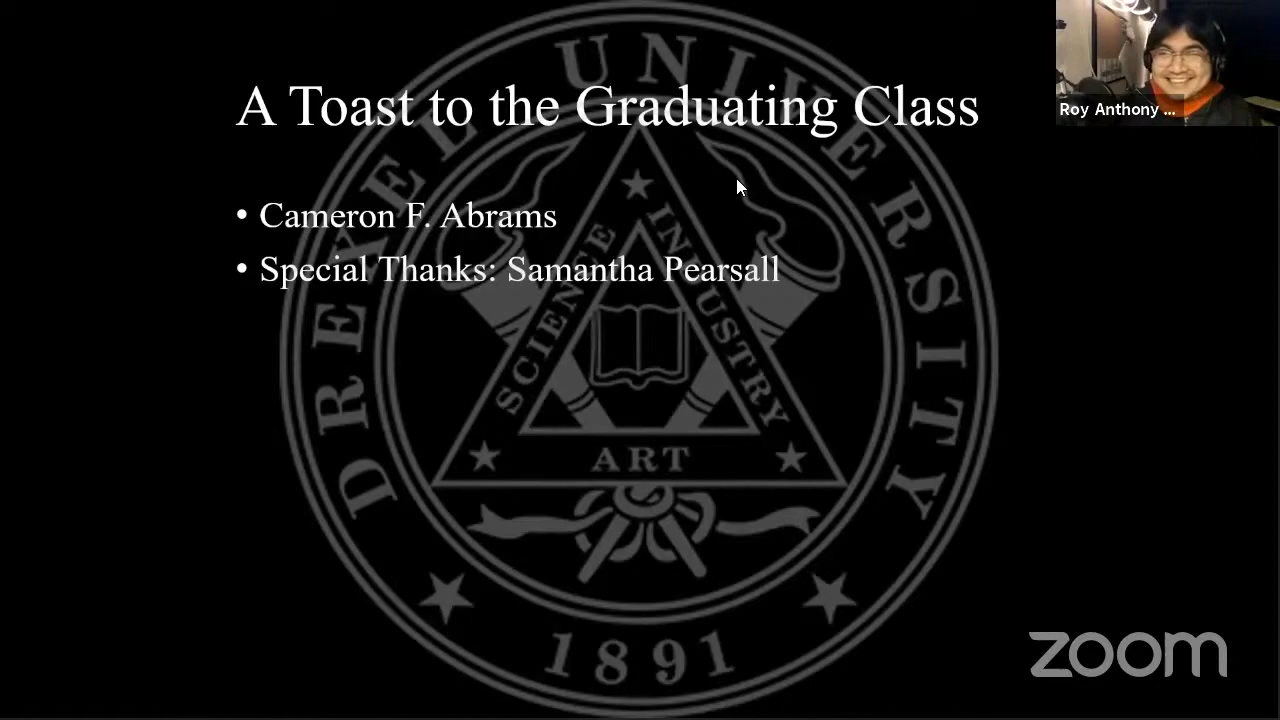 A Toast to the Graduating Class
Roy Anthony ...
• Cameron F. Abrams
• Special Thanks: Samantha Pearsall
DREXEL UNIVERSITY
SCIENCE
INDUSTRY
ART
1891
zoom